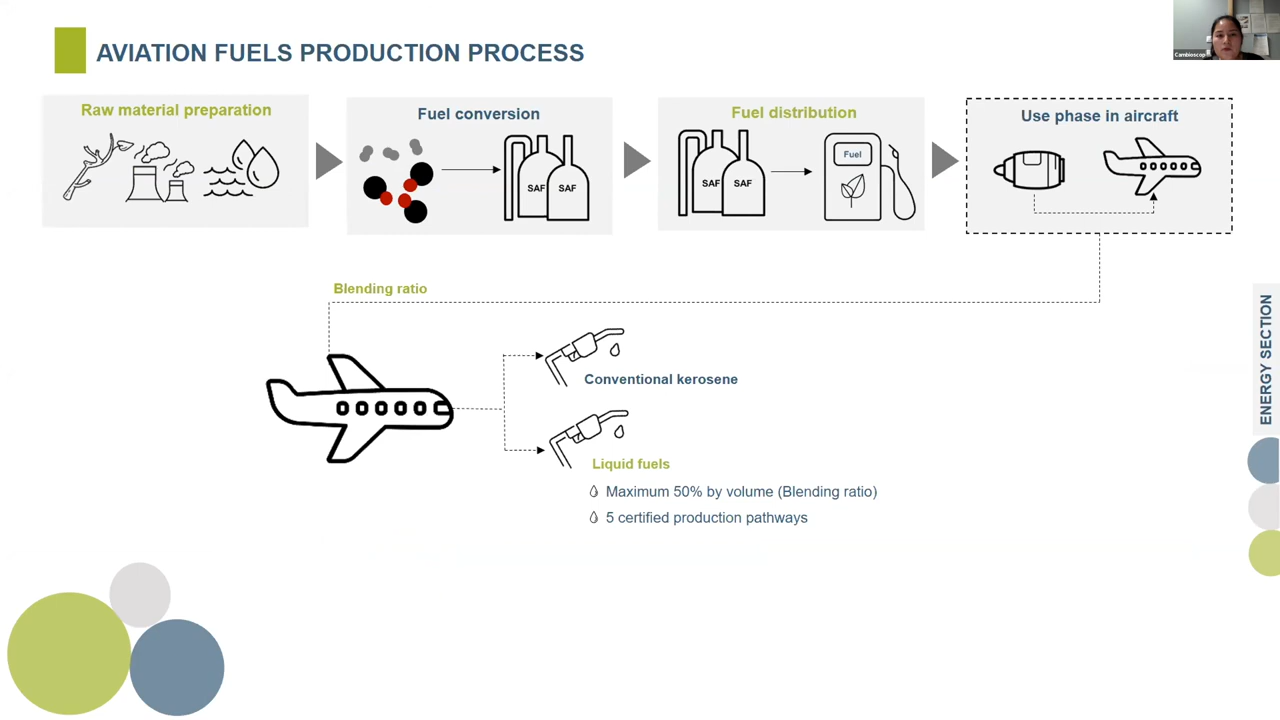 AVIATION FUELS PRODUCTION PROCESS
Cambioscop
Raw material preparation
Fuel conversion
SAF
SAF
Fuel distribution
SAF
SAF
Fuel
Use phase in aircraft
Blending ratio
Conventional kerosene
Liquid fuels
Maximum 50% by volume (Blending ratio)
5 certified production pathways
ENERGY SECTION